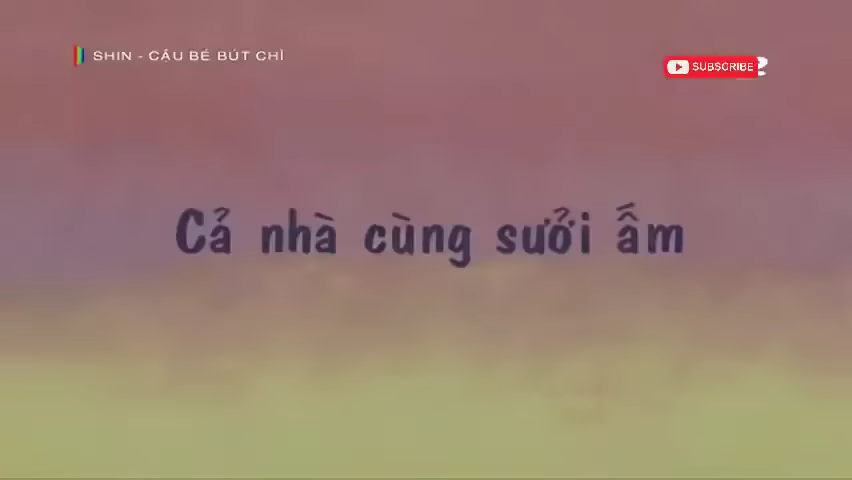 SHIN - CẬU BÉ BÚT CHÌ
SUBSCRIBE
Cả nhà cùng sưởi ấm